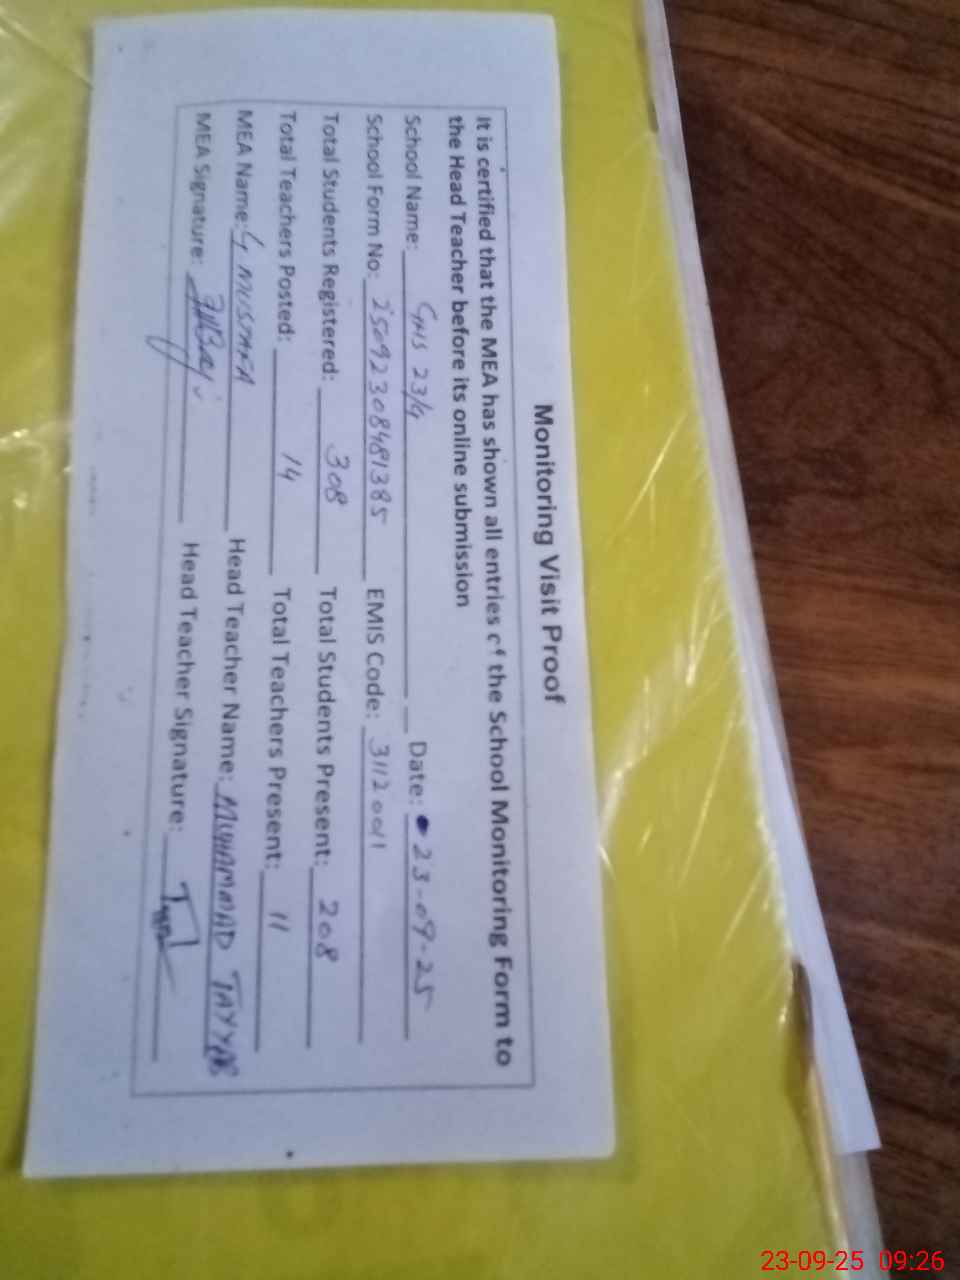 Monitoring Visit Proof
It is certified that the MEA has shown all entries of the School Monitoring Form to
the Head Teacher before its online submission
School Name: GHS 23/4 Date: 23-09-25
School Form No: 25092308481385 EMIS Code: 31120011
Total Students Registered: 308 Total Students Present: 208
Total Teachers Posted: 14 Total Teachers Present: 11
MEA Name: G MUSTAFA Head Teacher Name: MUHAMMAD TAYYAB
MEA Signature: Head Teacher Signature:
23-09-25 09:26